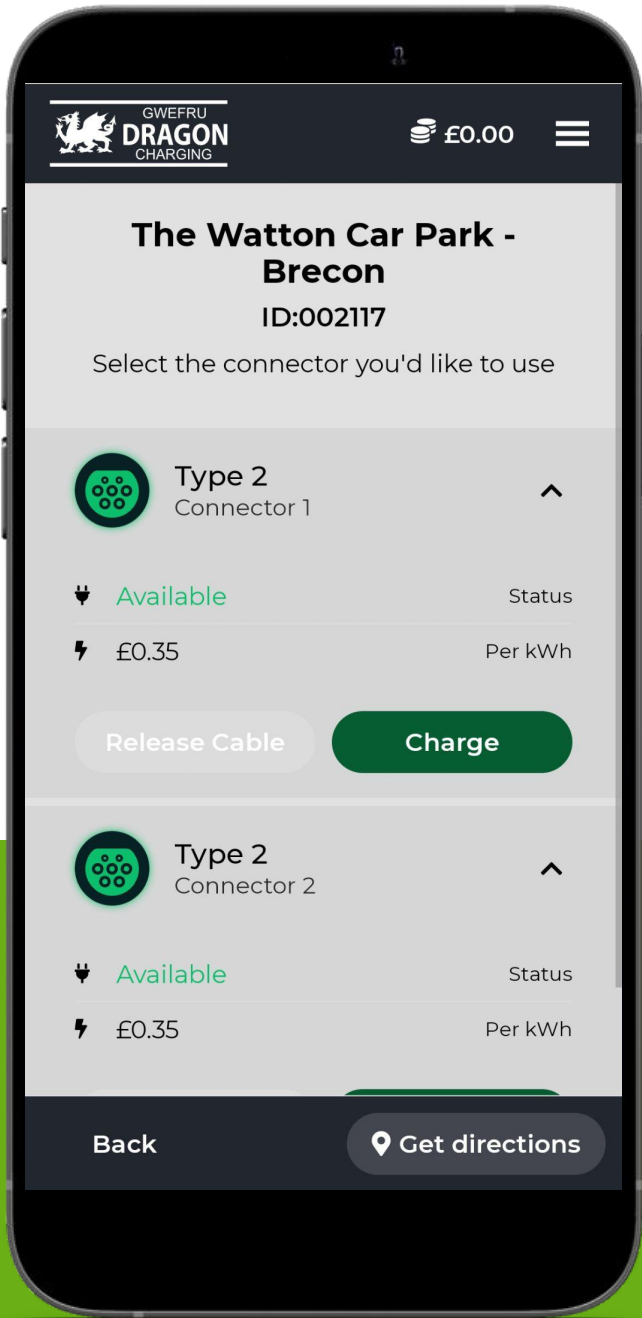 GWEFRU
DRAGON
CHARGING
£0.00
The Watton Car Park -
Brecon
ID:002117
Select the connector you'd like to use
Type 2
Connector 1
Available Status
£0.35 Per kWh
Release Cable Charge
Type 2
Connector 2
Available Status
£0.35 Per kWh
Back Get directions